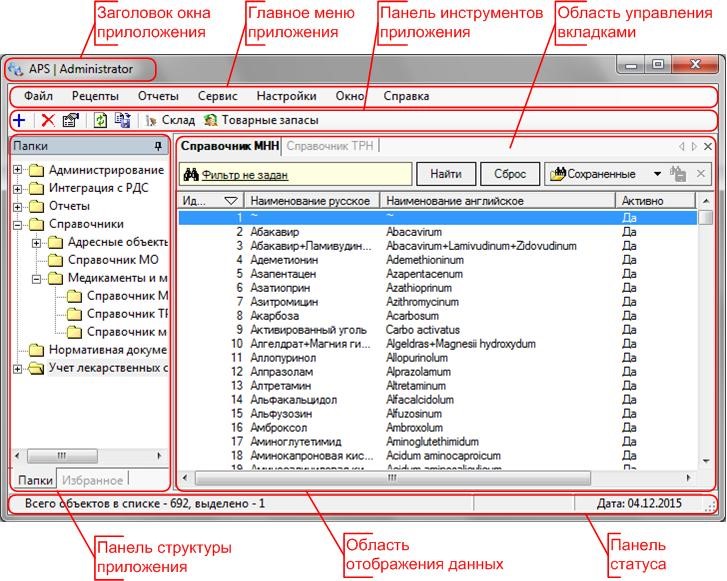 Заголовок окна приложения
Главное меню приложения
Панель инструментов приложения
Область управления вкладками
APS | Administrator
Файл Рецепты Отчеты Сервис Настройки Окно Справка
Склад Товарные запасы
Папки
Администрирование
Интеграция с РДС
Отчеты
Справочники
Адресные объекты
Справочник МО
Медикаменты и м
Справочник М
Справочник ТР
Справочник м
Нормативная докуме
Учет лекарственных с
Папки Избранное
Справочник МНН Справочник ТРН
Фильтр не задан Найти Сброс Сохраненные
Ид... Наименование русское Наименование английское Активно
1 ~ ~ Да
2 Абакавир Abacavirum Да
3 Абакавир+Ламивудин... Abacavirum+Lamivudinum+Zidovudinum Да
4 Адеметионин Ademethioninum Да
5 Азапентацен Azapentacenum Да
6 Азатиоприн Azathioprinum Да
7 Азитромицин Azithromycinum Да
8 Акарбоза Acarbosum Да
9 Активированный уголь Carbo activatus Да
10 Алгелдрат+Магния ги... Algeldras+Magnesii hydroxydum Да
11 Аллопуринол Allopurinolum Да
12 Алпразолам Alprazolamum Да
13 Алтретамин Altretaminum Да
14 Альфакальцидол Alfacalcidolum Да
15 Альфузозин Alfuzosinum Да
16 Амброксол Ambroxolum Да
17 Аминоглутетимид Aminoglutethimidum Да
18 Аминокапроновая кис... Acidum aminocaproicum Да
19 Аминосалициловая ки... Acidum aminosalicylicum Да
Всего объектов в списке - 692, выделено - 1 Дата: 04.12.2015
Панель структуры приложения
Область отображения данных
Панель статуса